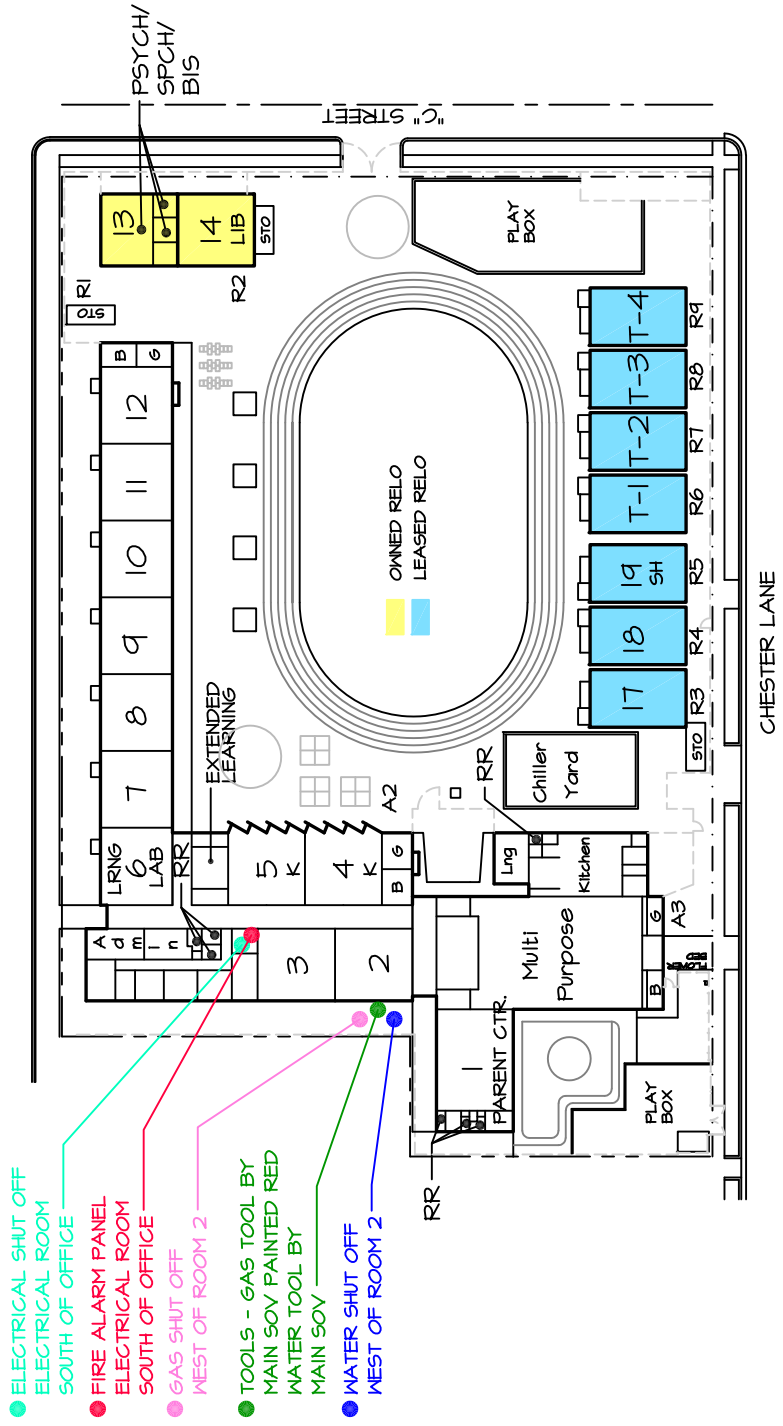 ELECTRICAL SHUT OFF
ELECTRICAL ROOM
SOUTH OF OFFICE
FIRE ALARM PANEL
ELECTRICAL ROOM
SOUTH OF OFFICE
GAS SHUT OFF
WEST OF ROOM 2
TOOLS - GAS TOOL BY
MAIN SOV PAINTED RED
WATER TOOL BY
MAIN SOV
WATER SHUT OFF
WEST OF ROOM 2
PSYCH/
SPCH/
BIS
"C" STREET
13
14
LIB
STO
R1
STO
R2
B
G
12
11
10
9
8
7
LRNG
6
LAB
RR
EXTENDED
LEARNING
5
K
4
K
B
G
Admin
3
2
A2
RR
Lng
Kitchen
Chiller
Yard
Multi
Purpose
B
G
A3
1
PARENT CTR.
RR
PLAY
BOX
OWNED RELO
LEASED RELO
PLAY
BOX
T-4
R9
T-3
R8
T-2
R7
T-1
R6
19
SH
R5
18
R4
17
R3
STO
CHESTER LANE